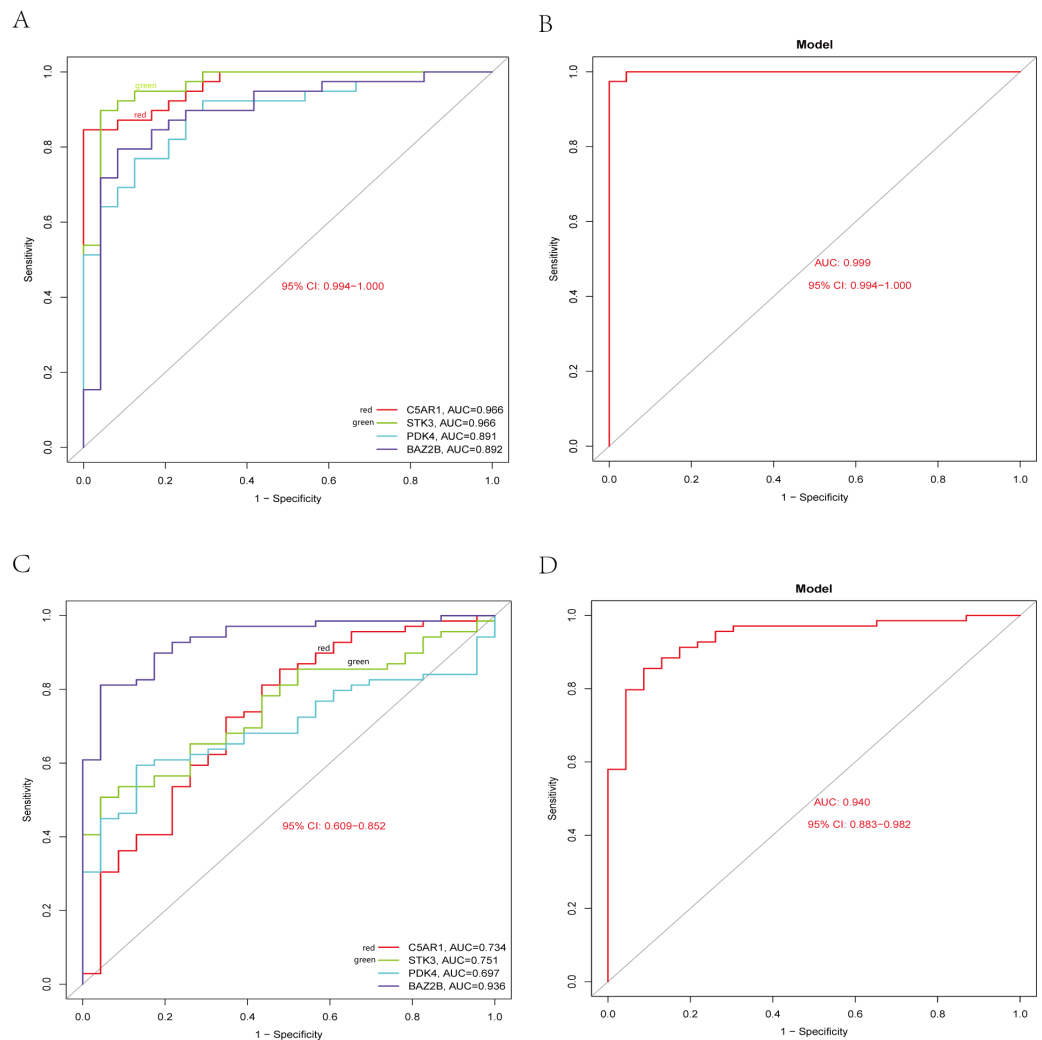 A
B
Model
green
red
Sensitivity
0.0 0.2 0.4 0.6 0.8 1.0
95% CI: 0.994−1.000
red C5AR1, AUC=0.966
green STK3, AUC=0.966
PDK4, AUC=0.891
BAZ2B, AUC=0.892
0.0 0.2 0.4 0.6 0.8 1.0
1 − Specificity
Sensitivity
0.0 0.2 0.4 0.6 0.8 1.0
AUC: 0.999
95% CI: 0.994−1.000
0.0 0.2 0.4 0.6 0.8 1.0
1 − Specificity
C
D
Model
red
green
Sensitivity
0.0 0.2 0.4 0.6 0.8 1.0
95% CI: 0.609−0.852
red C5AR1, AUC=0.734
green STK3, AUC=0.751
PDK4, AUC=0.697
BAZ2B, AUC=0.936
0.0 0.2 0.4 0.6 0.8 1.0
1 − Specificity
Sensitivity
0.0 0.2 0.4 0.6 0.8 1.0
AUC: 0.940
95% CI: 0.883−0.982
0.0 0.2 0.4 0.6 0.8 1.0
1 − Specificity